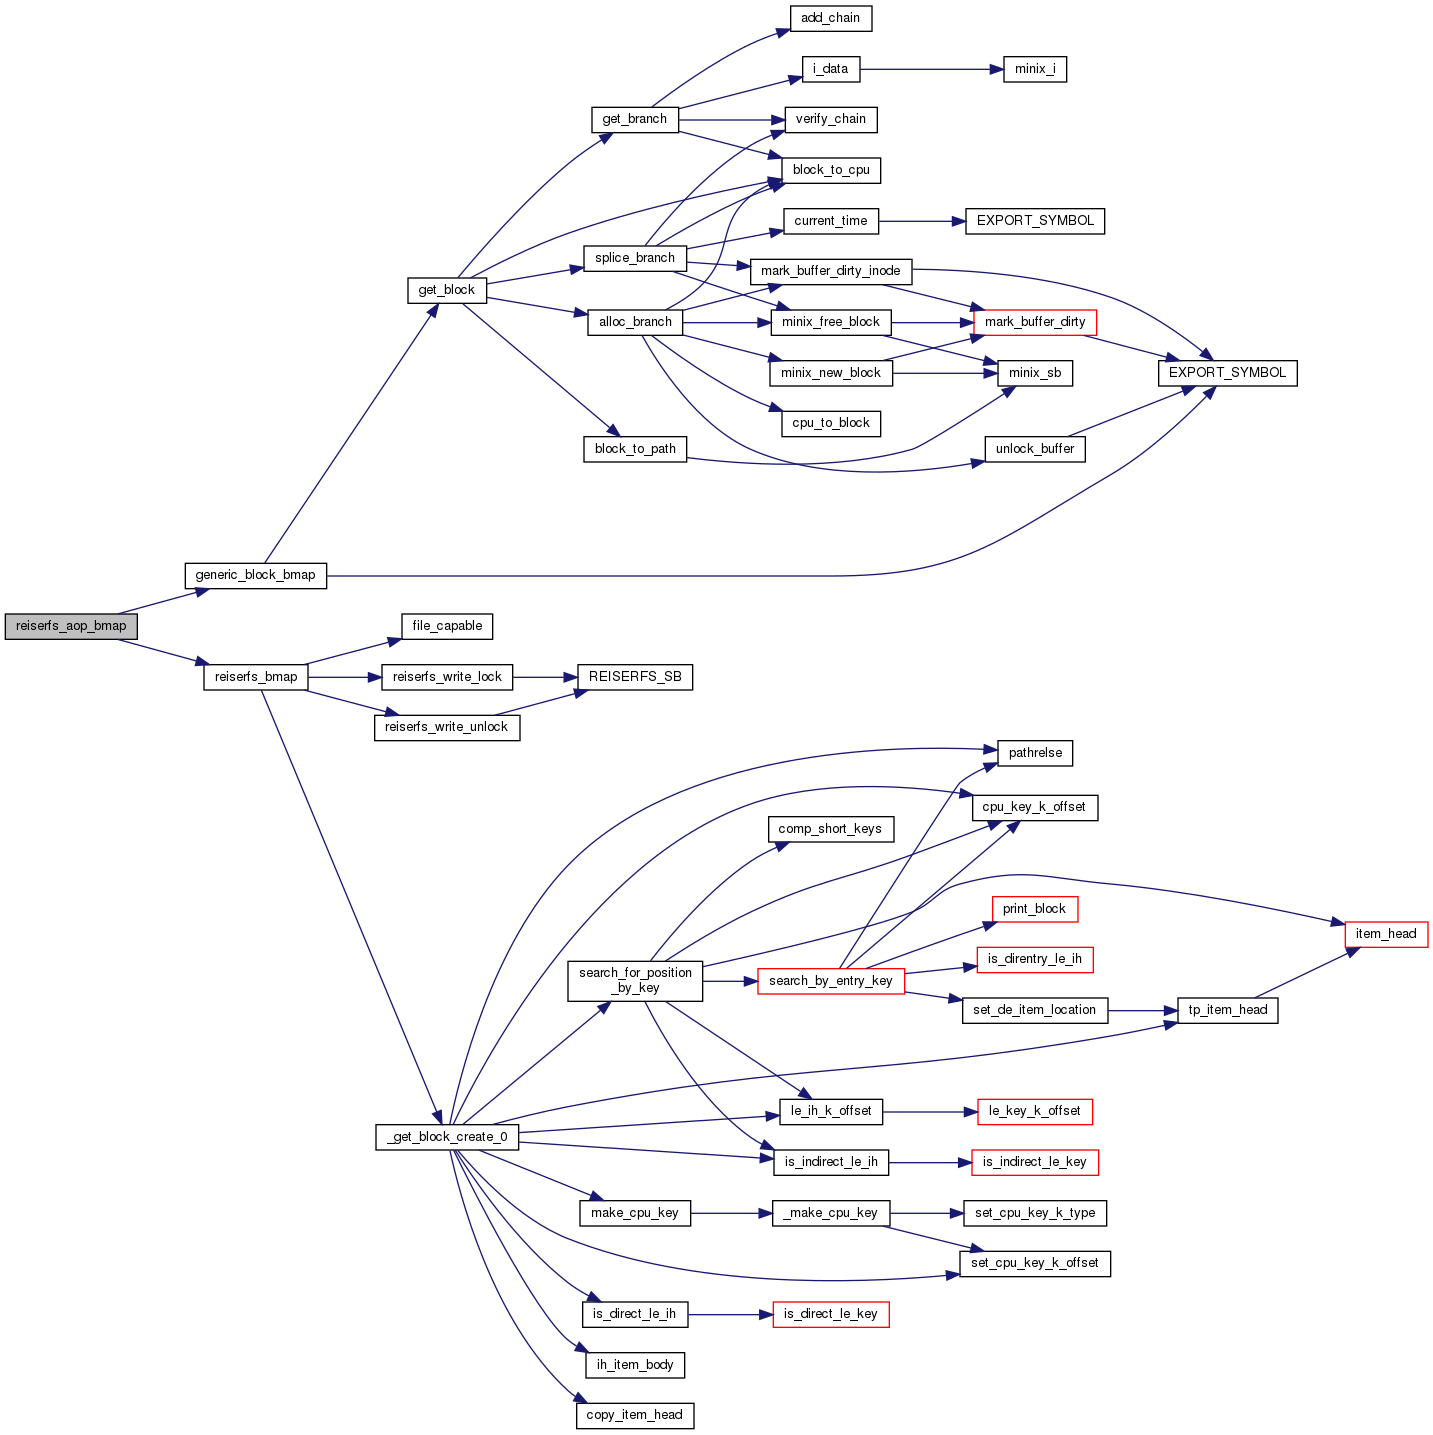 add_chain
i_data
minix_i
get_branch
verify_chain
block_to_cpu
current_time
EXPORT_SYMBOL
splice_branch
mark_buffer_dirty_inode
get_block
alloc_branch
minix_free_block
mark_buffer_dirty
minix_new_block
minix_sb
EXPORT_SYMBOL
cpu_to_block
block_to_path
unlock_buffer
generic_block_bmap
reiserfs_aop_bmap
file_capable
reiserfs_bmap
reiserfs_write_lock
REISERFS_SB
reiserfs_write_unlock
pathrelse
cpu_key_k_offset
comp_short_keys
print_block
item_head
is_direntry_le_ih
search_for_position
_by_key
search_by_entry_key
set_de_item_location
tp_item_head
le_ih_k_offset
le_key_k_offset
_get_block_create_0
is_indirect_le_ih
is_indirect_le_key
make_cpu_key
_make_cpu_key
set_cpu_key_k_type
set_cpu_key_k_offset
is_direct_le_ih
is_direct_le_key
ih_item_body
copy_item_head